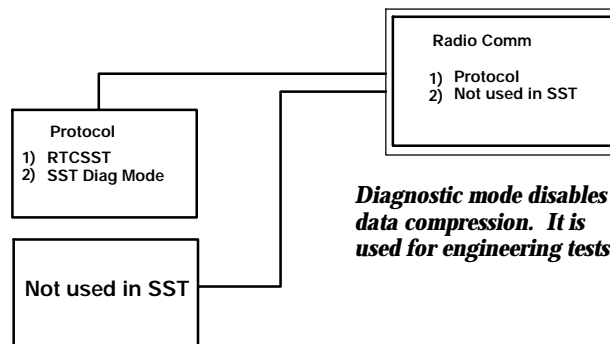 Radio Comm
1) Protocol
2) Not used in SST
Protocol
1) RTCSST
2) SST Diag Mode
Diagnostic mode disables
data compression. It is
used for engineering tests
Not used in SST